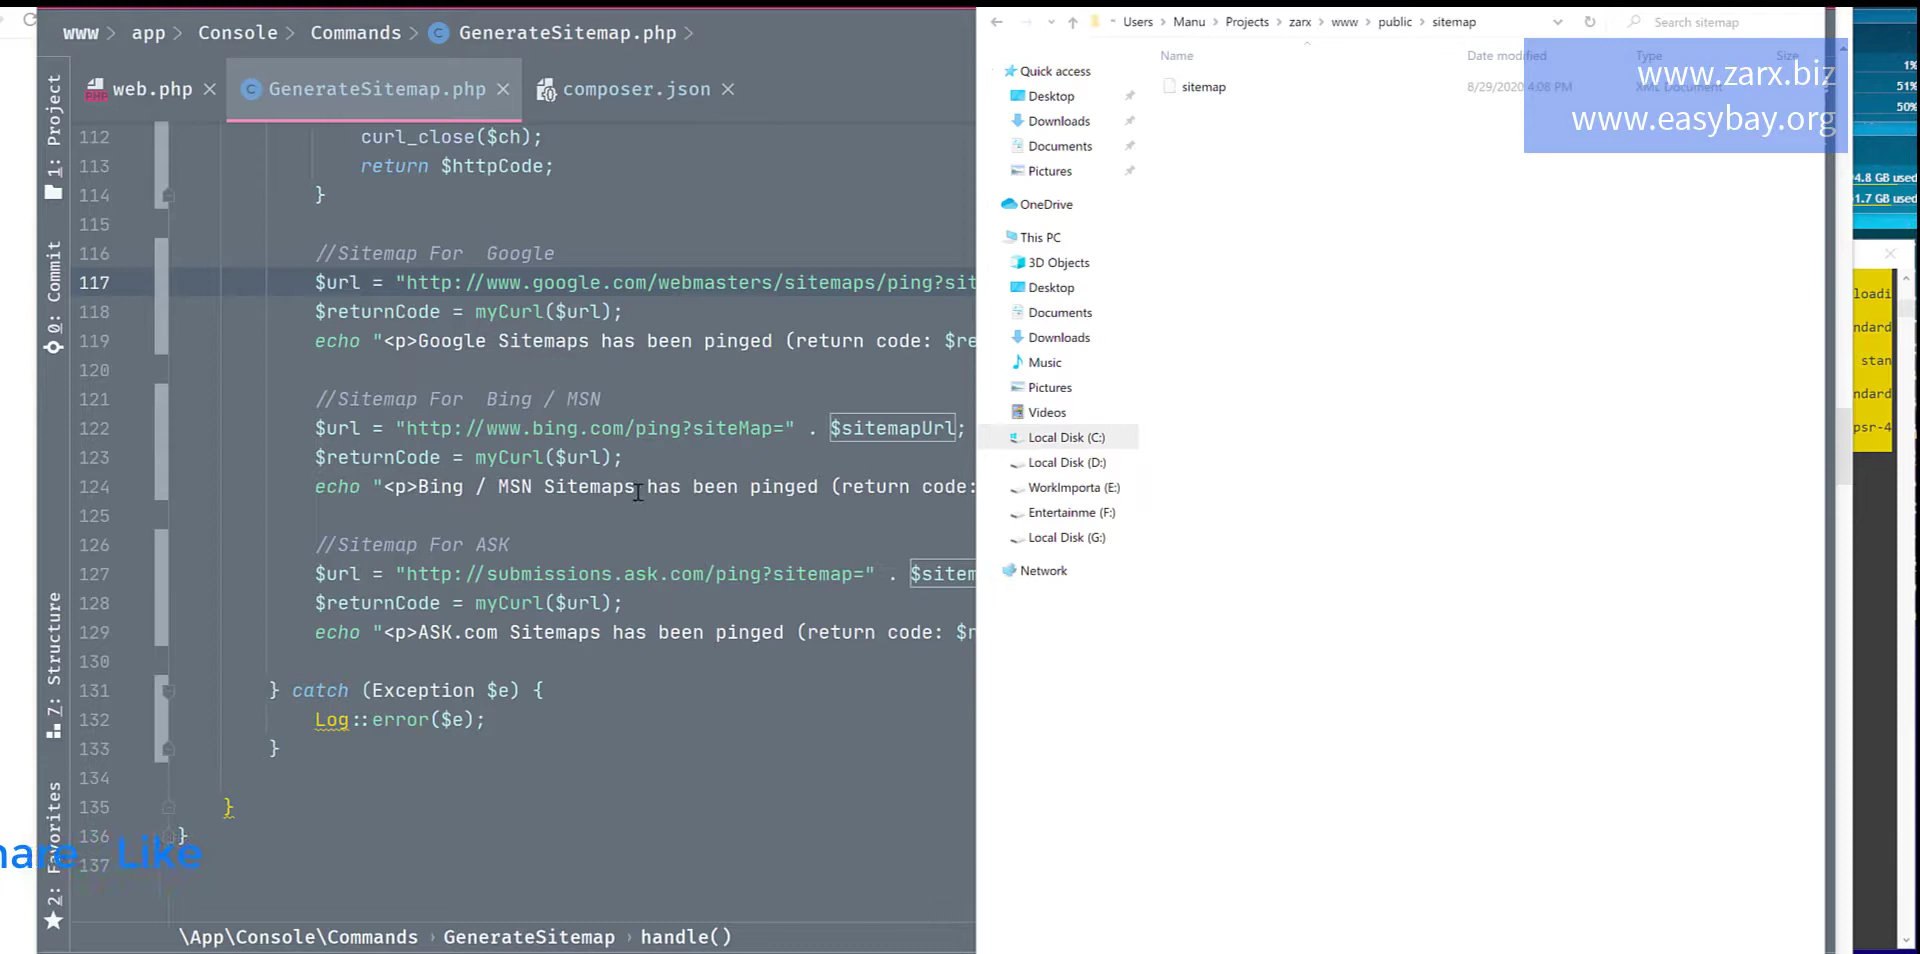 www > app > Console > Commands > GenerateSitemap.php >
web.php
GenerateSitemap.php
composer.json
1: Project
0: Commit
7: Structure
2: Favorites
112 curl_close($ch);
113 return $httpCode;
114 }
115
116 //Sitemap For Google
117 $url = "http://www.google.com/webmasters/sitemaps/ping?sit
118 $returnCode = myCurl($url);
119 echo "<p>Google Sitemaps has been pinged (return code: $re
120
121 //Sitemap For Bing / MSN
122 $url = "http://www.bing.com/ping?siteMap=" . $sitemapUrl;
123 $returnCode = myCurl($url);
124 echo "<p>Bing / MSN Sitemaps has been pinged (return code:
125
126 //Sitemap For ASK
127 $url = "http://submissions.ask.com/ping?sitemap=" . $sitem
128 $returnCode = myCurl($url);
129 echo "<p>ASK.com Sitemaps has been pinged (return code: $r
130
131 } catch (Exception $e) {
132 Log::error($e);
133 }
134
135 }
136 }
137
hare Like
\App\Console\Commands › GenerateSitemap › handle()
Users > Manu > Projects > zarx > www > public > sitemap
Search sitemap
Name Date modified Type Size
sitemap 8/29/2020 4:08 PM XML Document
www.zarx.biz
www.easybay.org
Quick access
Desktop
Downloads
Documents
Pictures
OneDrive
This PC
3D Objects
Desktop
Documents
Downloads
Music
Pictures
Videos
Local Disk (C:)
Local Disk (D:)
WorkImporta (E:)
Entertainme (F:)
Local Disk (G:)
Network
1%
51%
50%
4.8 GB used
1.7 GB used
loadi
ndard
stan
ndard
psr-4